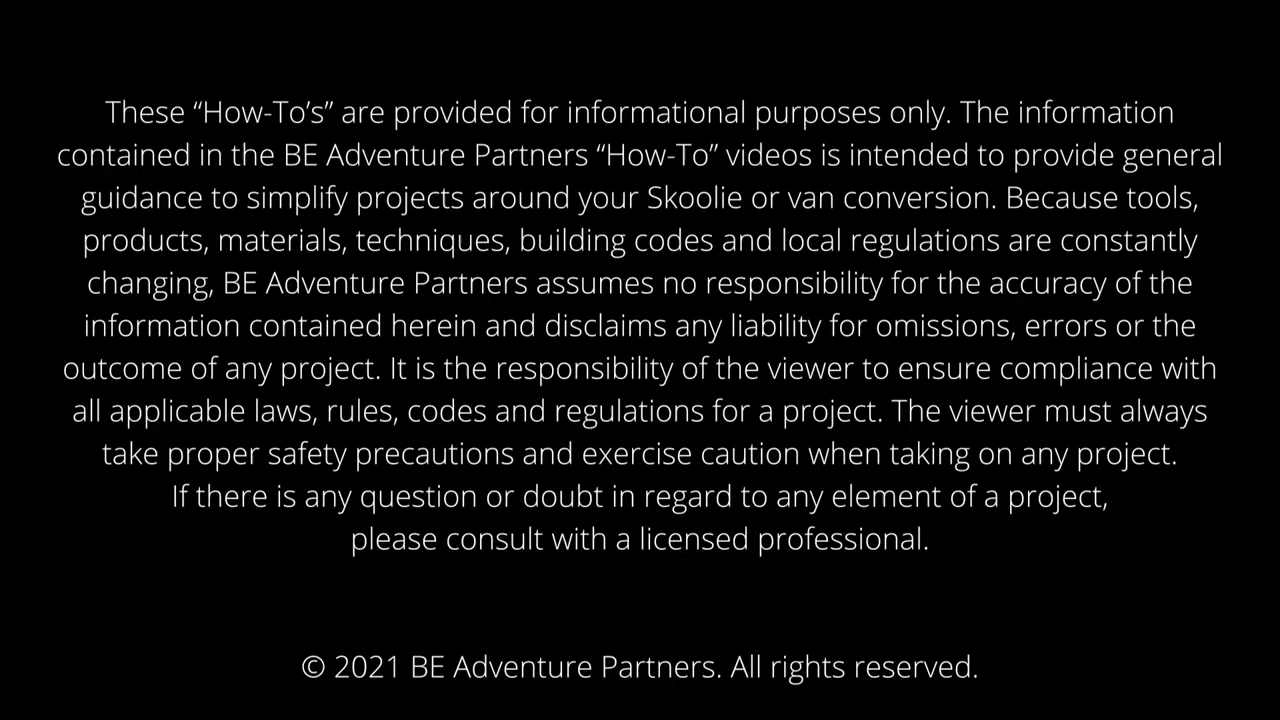 These “How-To’s” are provided for informational purposes only. The information
contained in the BE Adventure Partners “How-To” videos is intended to provide general
guidance to simplify projects around your Skoolie or van conversion. Because tools,
products, materials, techniques, building codes and local regulations are constantly
changing, BE Adventure Partners assumes no responsibility for the accuracy of the
information contained herein and disclaims any liability for omissions, errors or the
outcome of any project. It is the responsibility of the viewer to ensure compliance with
all applicable laws, rules, codes and regulations for a project. The viewer must always
take proper safety precautions and exercise caution when taking on any project.
If there is any question or doubt in regard to any element of a project,
please consult with a licensed professional.
© 2021 BE Adventure Partners. All rights reserved.